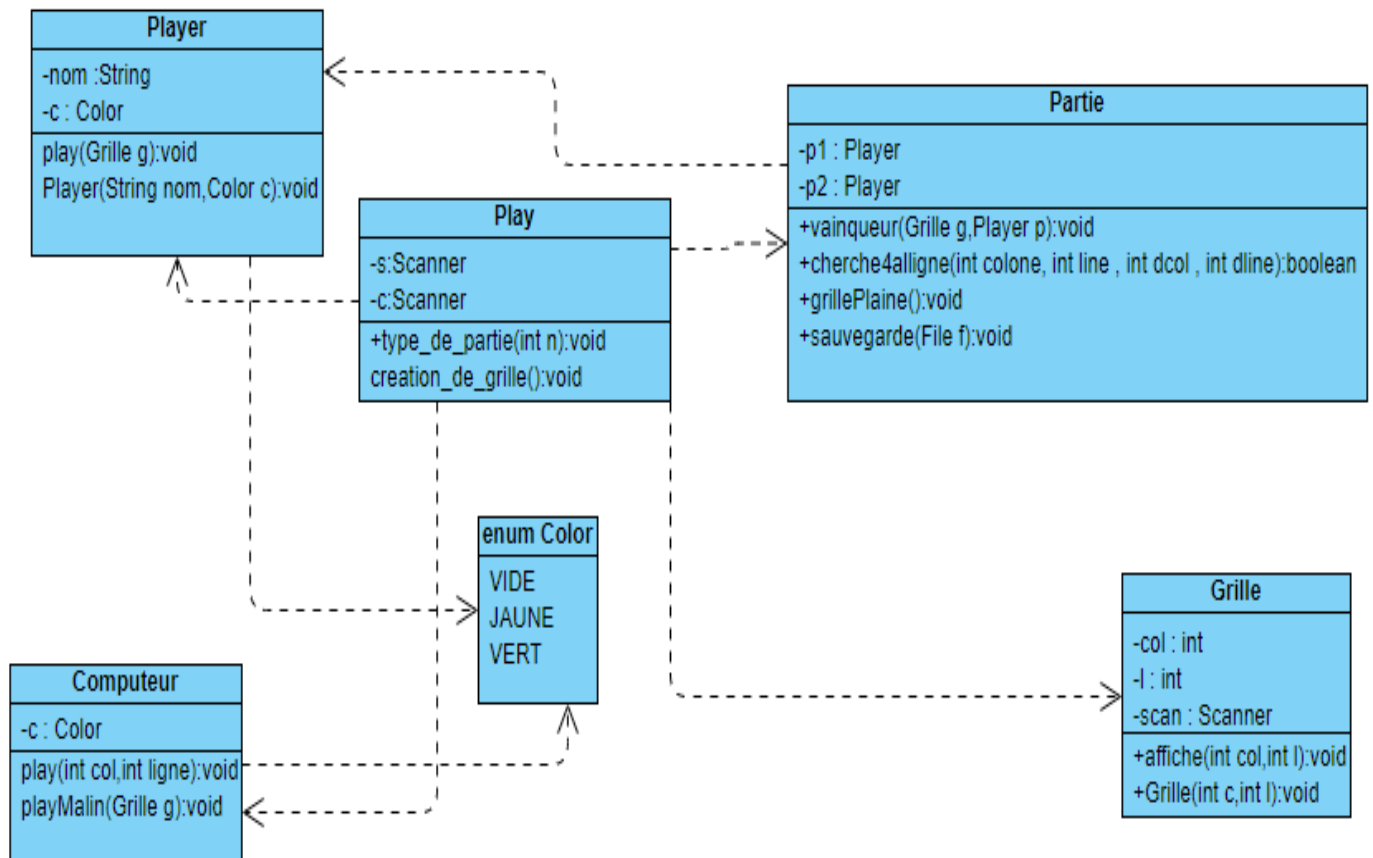 Player
-nom :String
-c : Color
play(Grille g):void
Player(String nom,Color c):void
Partie
-p1 : Player
-p2 : Player
+vainqueur(Grille g,Player p):void
+cherche4alligne(int colone, int line , int dcol , int dline):boolean
+grillePlaine():void
+sauvegarde(File f):void
Play
-s:Scanner
-c:Scanner
+type_de_partie(int n):void
creation_de_grille():void
enum Color
VIDE
JAUNE
VERT
Grille
-col : int
-l : int
-scan : Scanner
+affiche(int col,int l):void
+Grille(int c,int l):void
Computeur
-c : Color
play(int col,int ligne):void
playMalin(Grille g):void